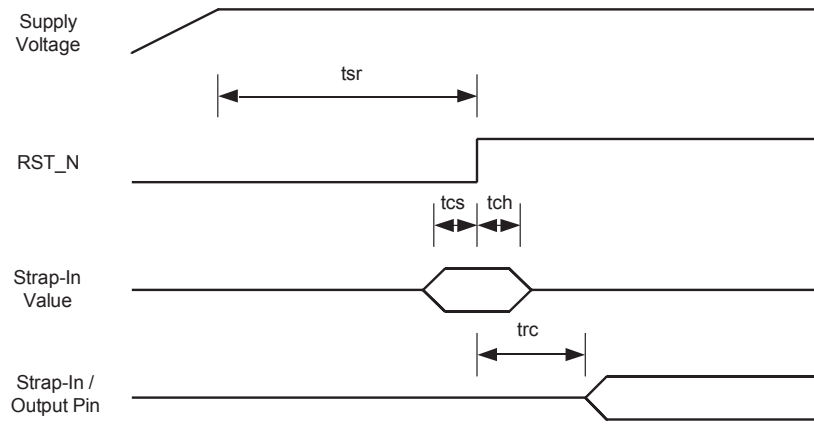 Supply
Voltage
tsr
RST_N
tcs
tch
Strap-In
Value
trc
Strap-In /
Output Pin